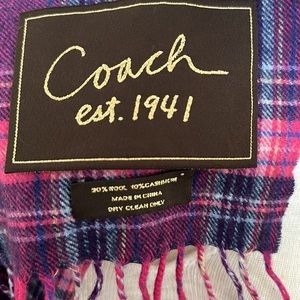 Coach
est. 1941
90% WOOL 10% CASHMERE
MADE IN CHINA
DRY CLEAN ONLY